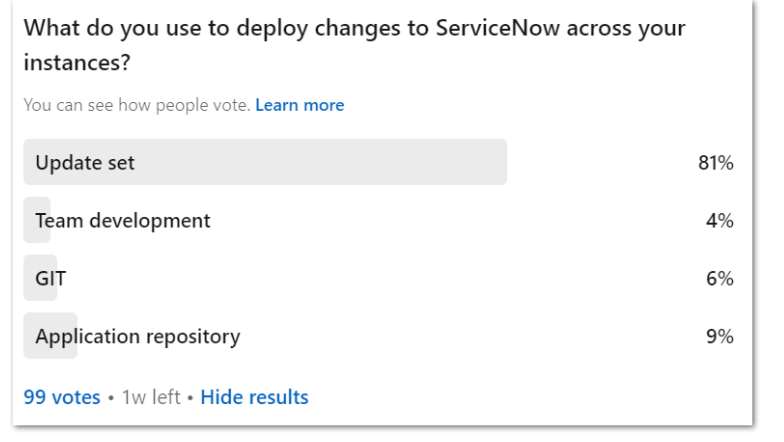 What do you use to deploy changes to ServiceNow across your
instances?
You can see how people vote. Learn more
Update set 81%
Team development 4%
GIT 6%
Application repository 9%
99 votes • 1w left • Hide results